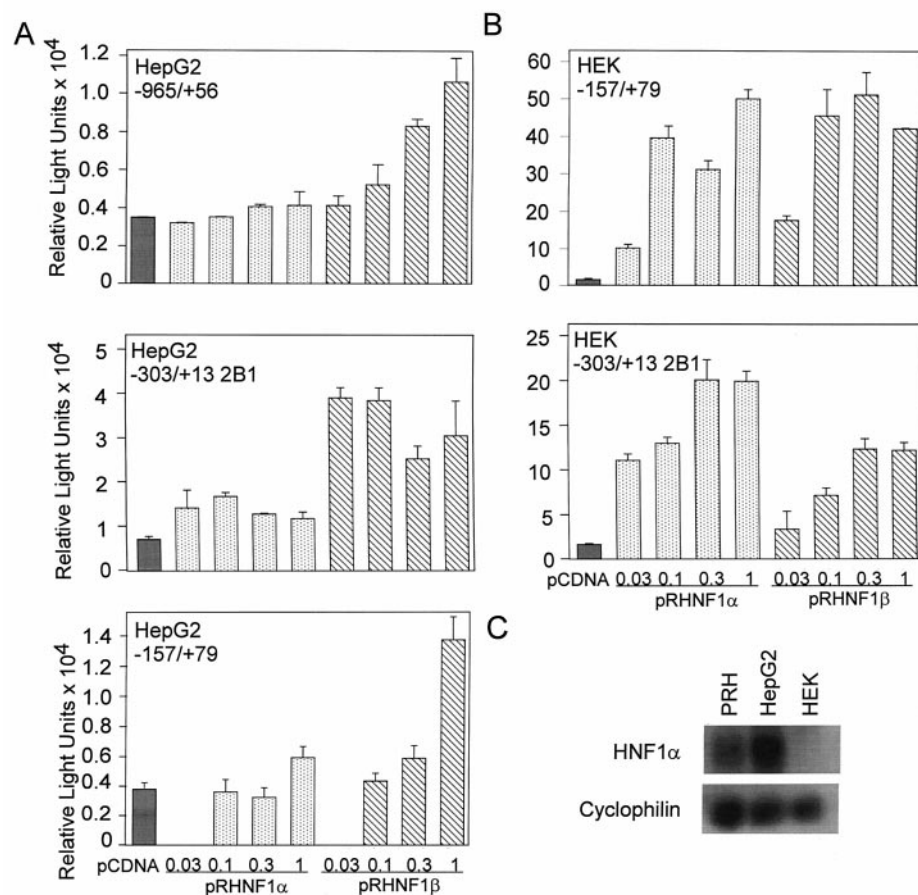 A
HepG2
-965/+56
Relative Light Units x 10⁴
1.2
1.0
0.8
0.6
0.4
0.2
0
HepG2
-303/+13 2B1
Relative Light Units x 10⁴
5
4
3
2
1
0
HepG2
-157/+79
Relative Light Units x 10⁴
1.4
1.2
1.0
0.8
0.6
0.4
0.2
0
pCDNA 0.03 0.1 0.3 1 0.03 0.1 0.3 1
pRHNF1α pRHNF1β
B
HEK
-157/+79
60
50
40
30
20
10
0
HEK
-303/+13 2B1
25
20
15
10
5
0
pCDNA 0.03 0.1 0.3 1 0.03 0.1 0.3 1
pRHNF1α pRHNF1β
C
PRH HepG2 HEK
HNF1α
Cyclophilin